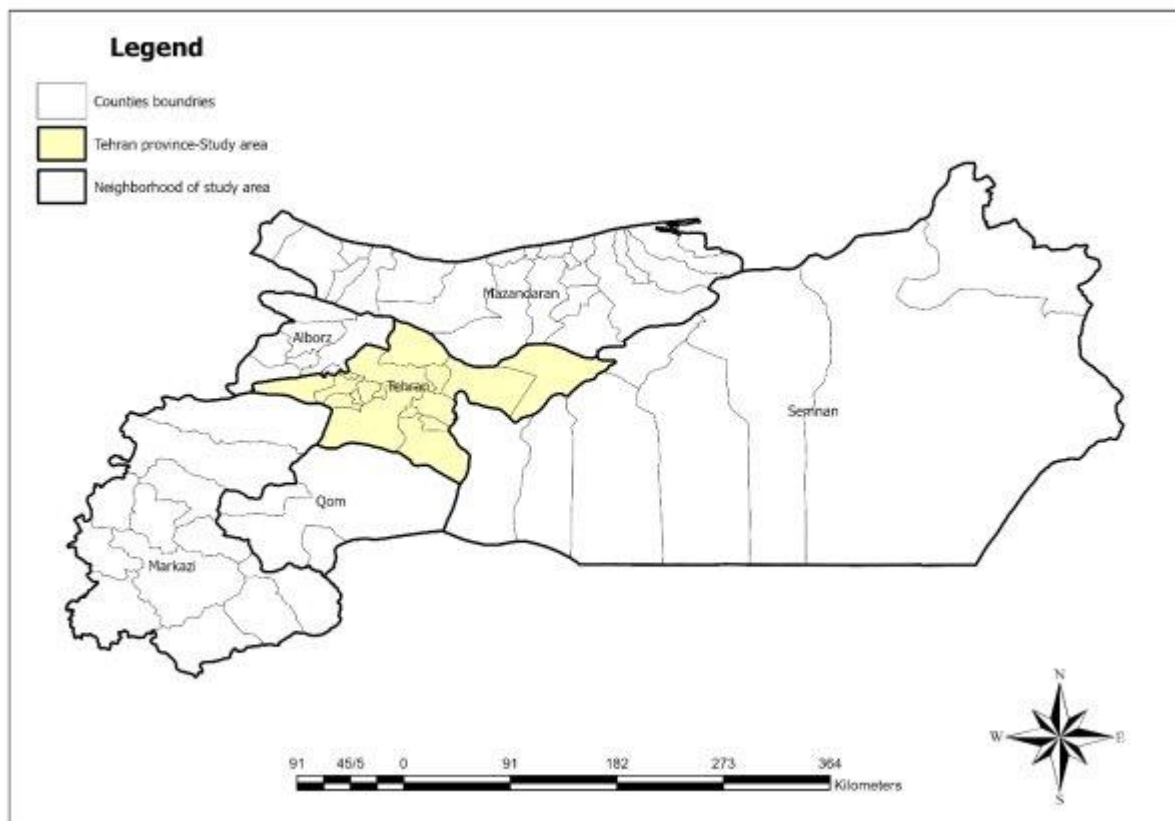 Legend
Counties boundries
Tehran province-Study area
Neighborhood of study area
Mazandaran
Alborz
Tehran
Semnan
Qom
Markazi
N
W E
S
91 45/5 0 91 182 273 364
Kilometers